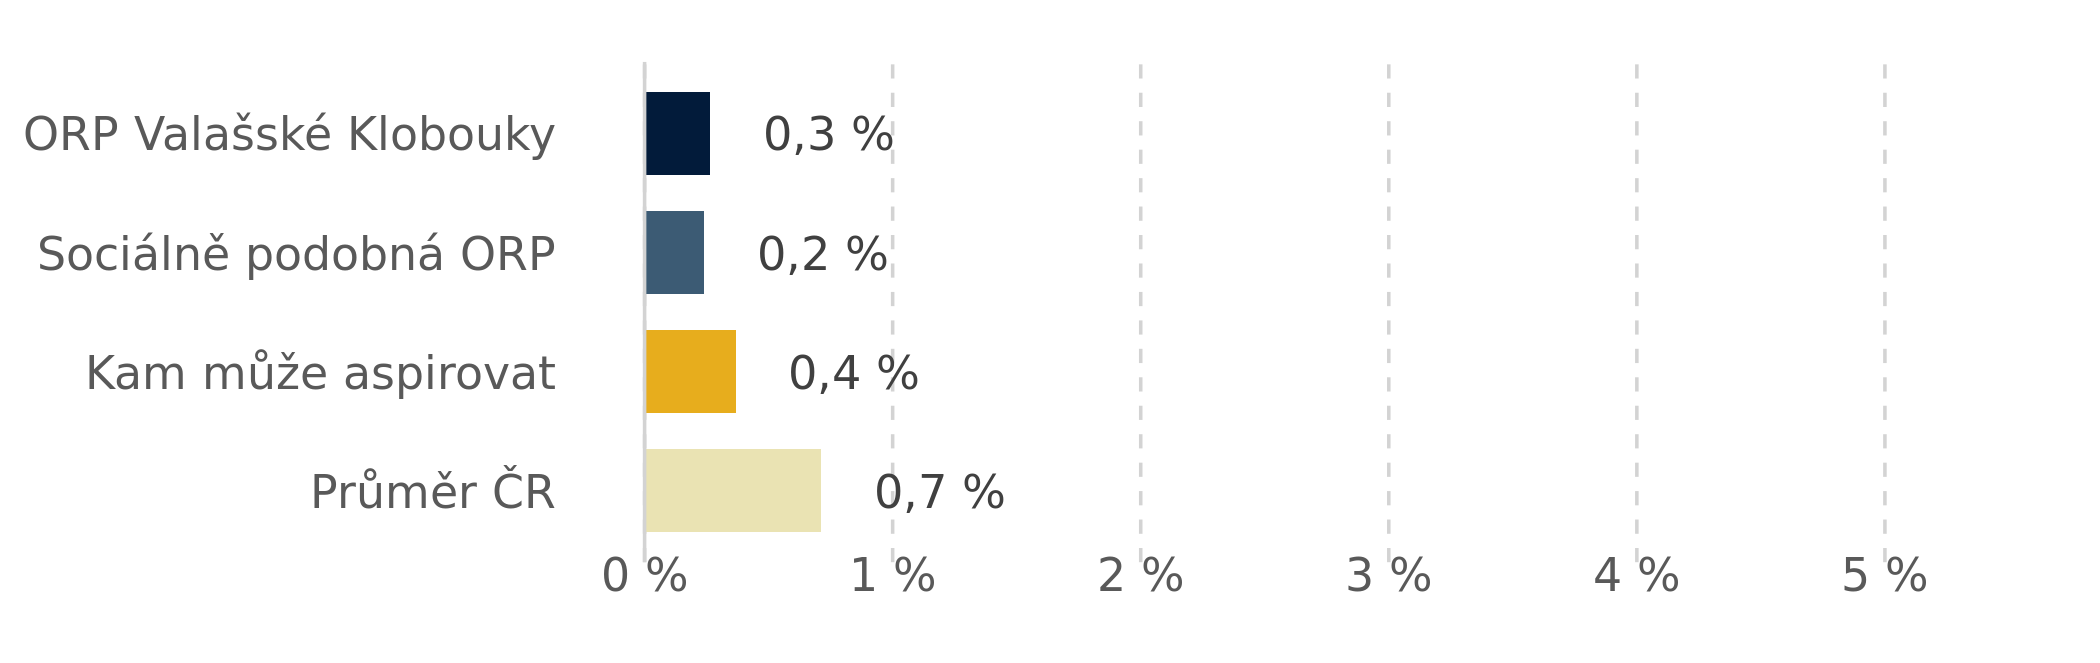 ORP Valašské Klobouky 0,3 %
Sociálně podobná ORP 0,2 %
Kam může aspirovat 0,4 %
Průměr ČR 0,7 %
0 % 1 % 2 % 3 % 4 % 5 %